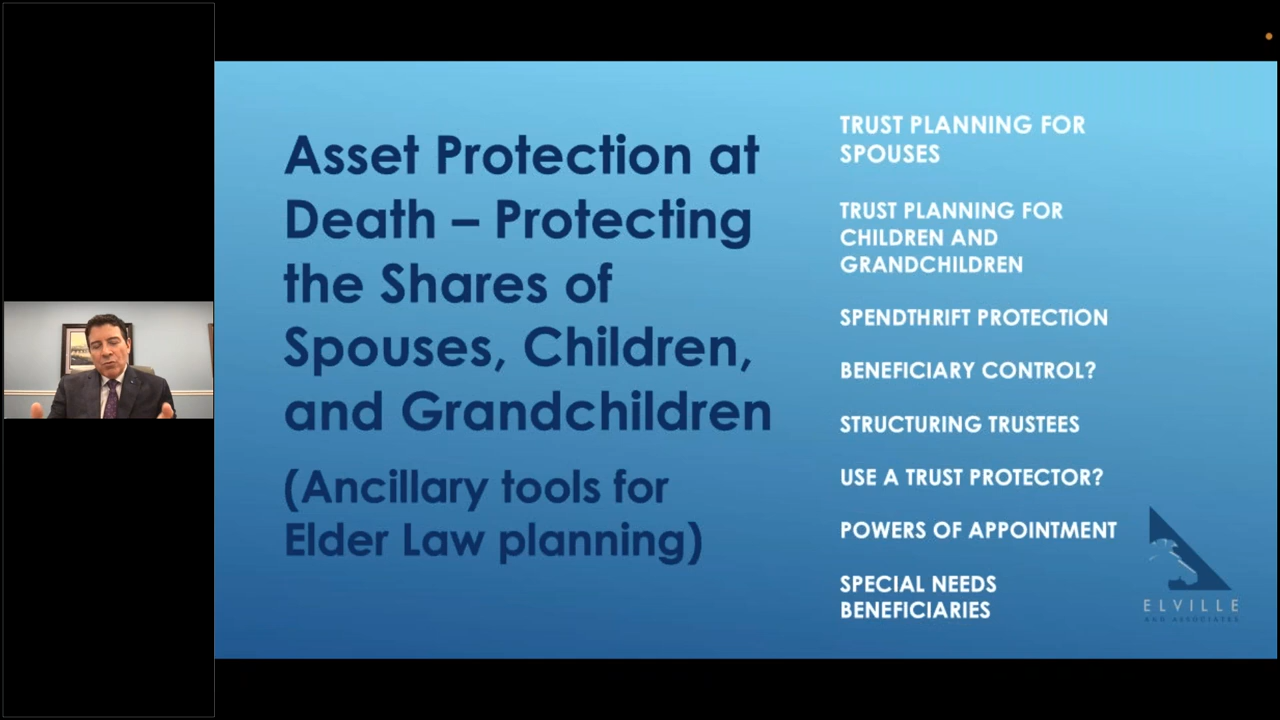 Asset Protection at
Death – Protecting
the Shares of
Spouses, Children,
and Grandchildren
(Ancillary tools for
Elder Law planning)
TRUST PLANNING FOR
SPOUSES
TRUST PLANNING FOR
CHILDREN AND
GRANDCHILDREN
SPENDTHRIFT PROTECTION
BENEFICIARY CONTROL?
STRUCTURING TRUSTEES
USE A TRUST PROTECTOR?
POWERS OF APPOINTMENT
SPECIAL NEEDS
BENEFICIARIES
ELVILLE
AND ASSOCIATES